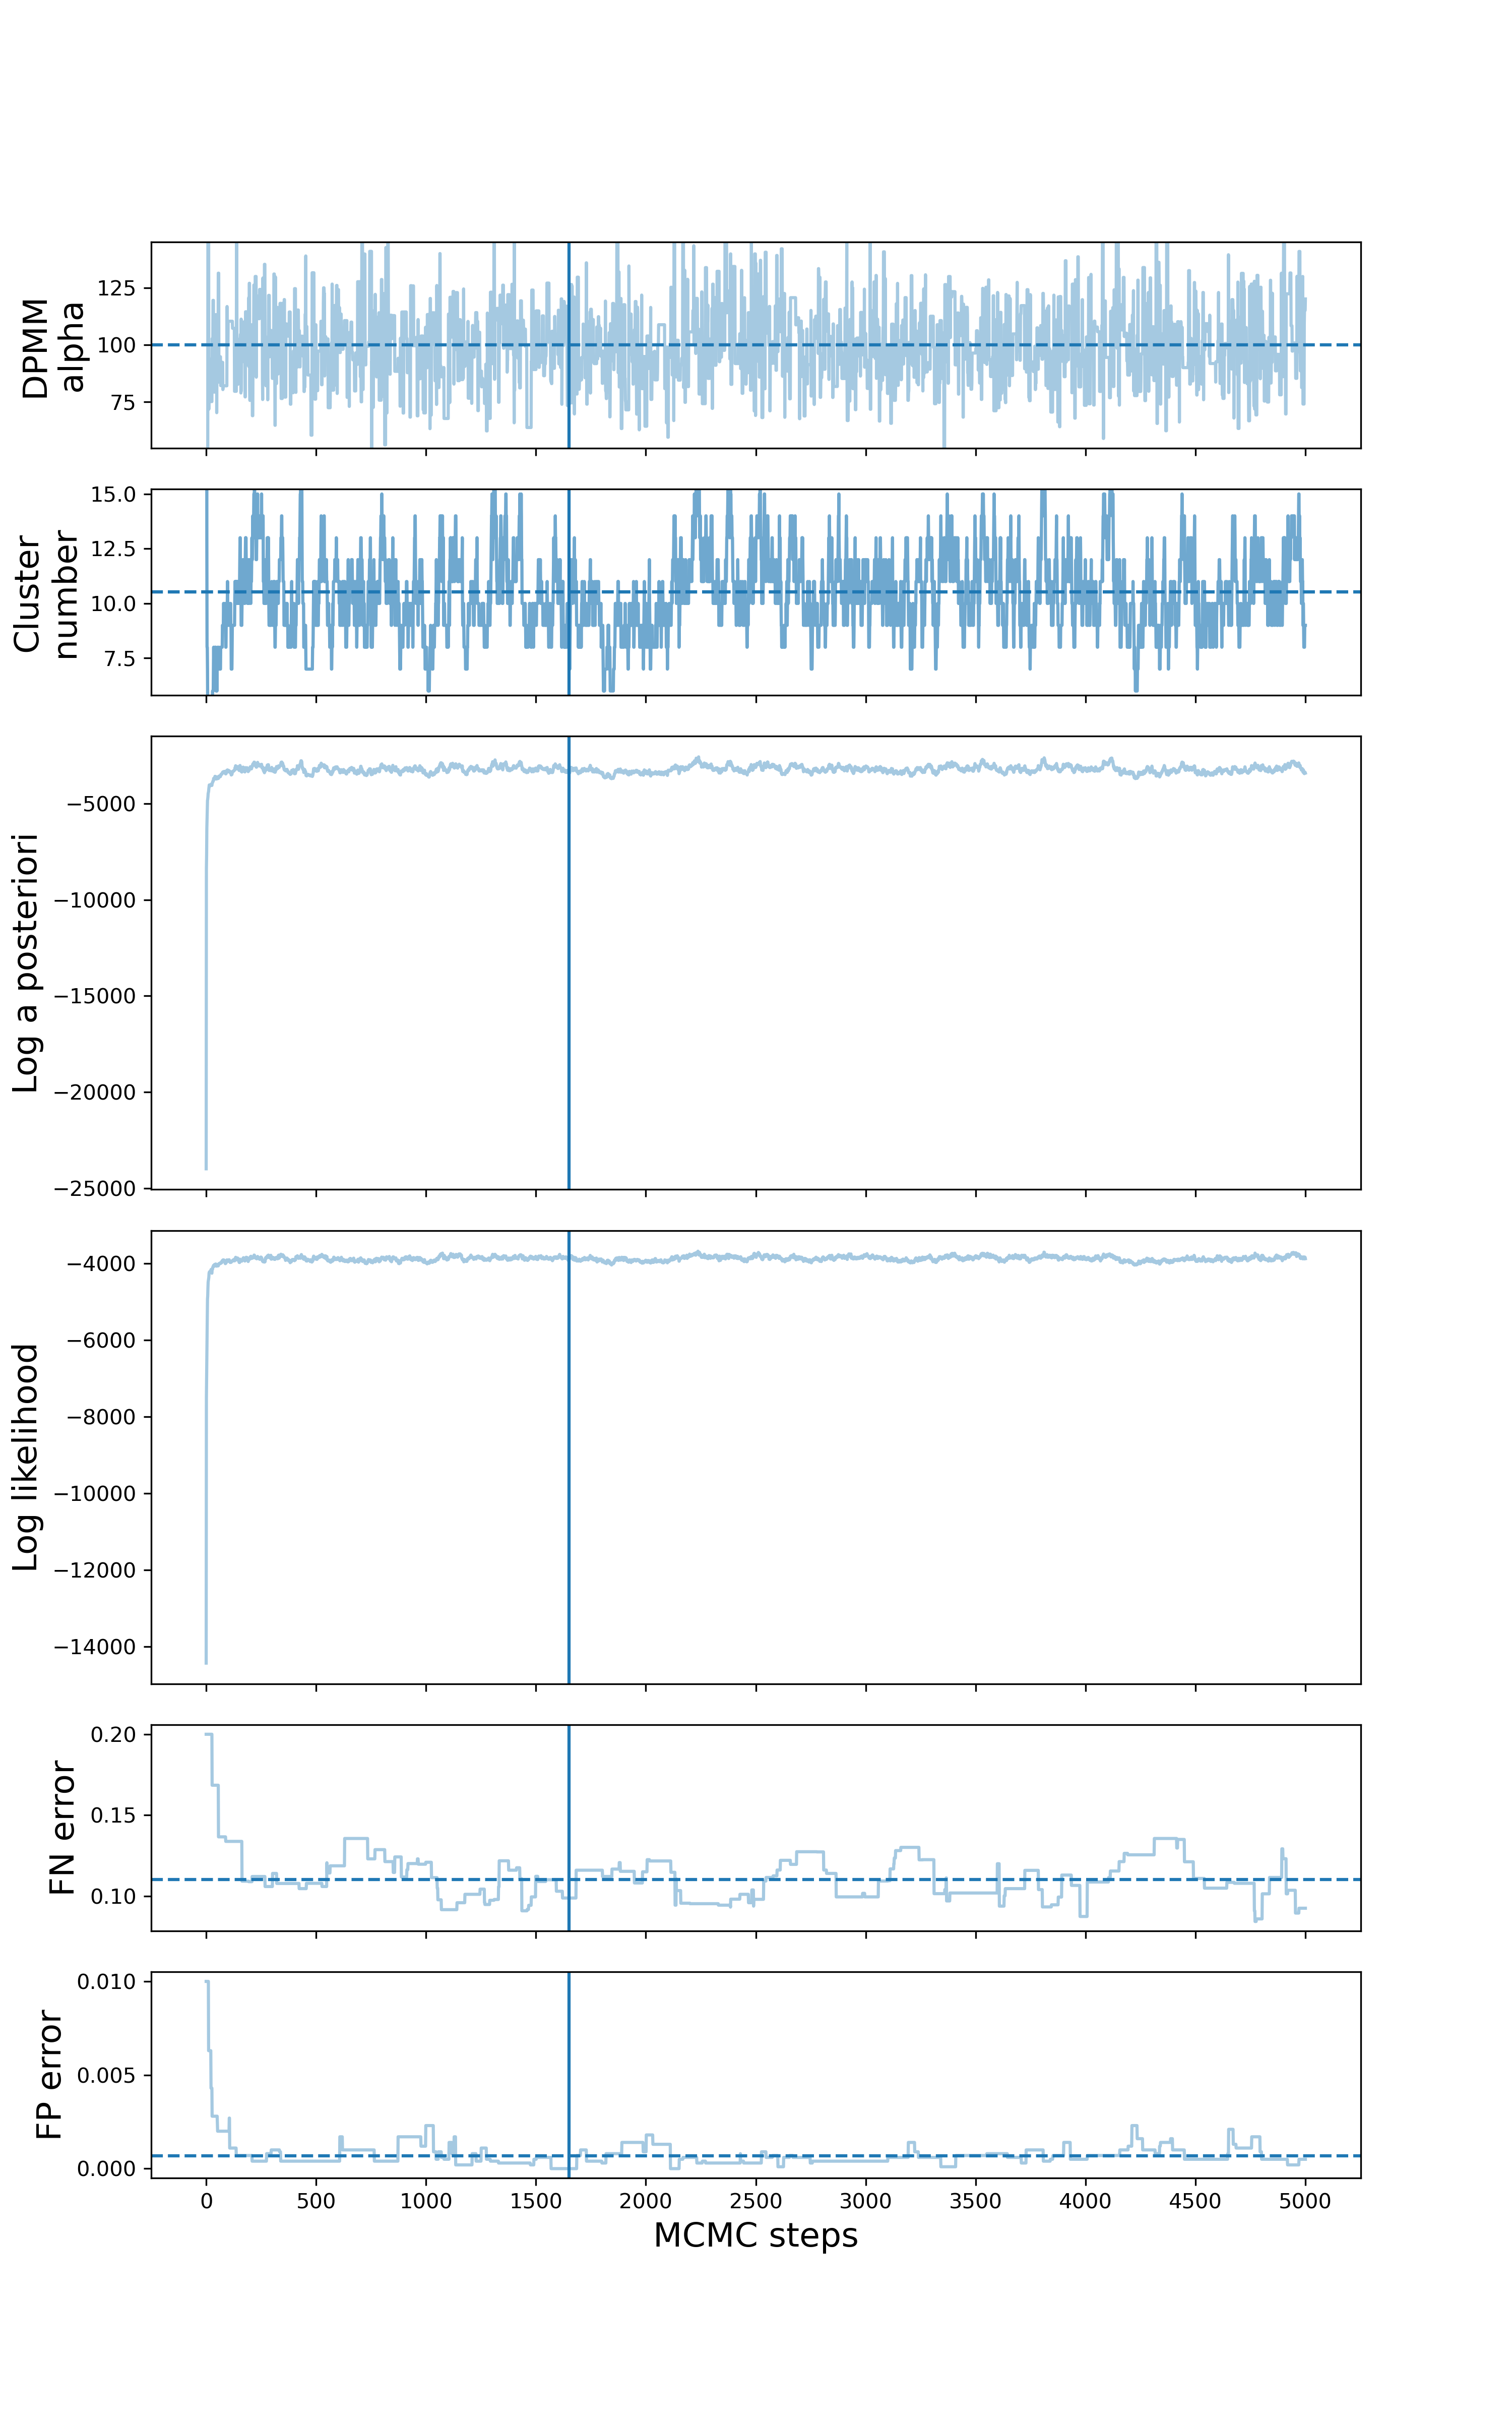 DPMM
alpha
125
100
75
Cluster
number
15.0
12.5
10.0
7.5
Log a posteriori
−5000
−10000
−15000
−20000
−25000
Log likelihood
−4000
−6000
−8000
−10000
−12000
−14000
FN error
0.20
0.15
0.10
FP error
0.010
0.005
0.000
0 500 1000 1500 2000 2500 3000 3500 4000 4500 5000
MCMC steps